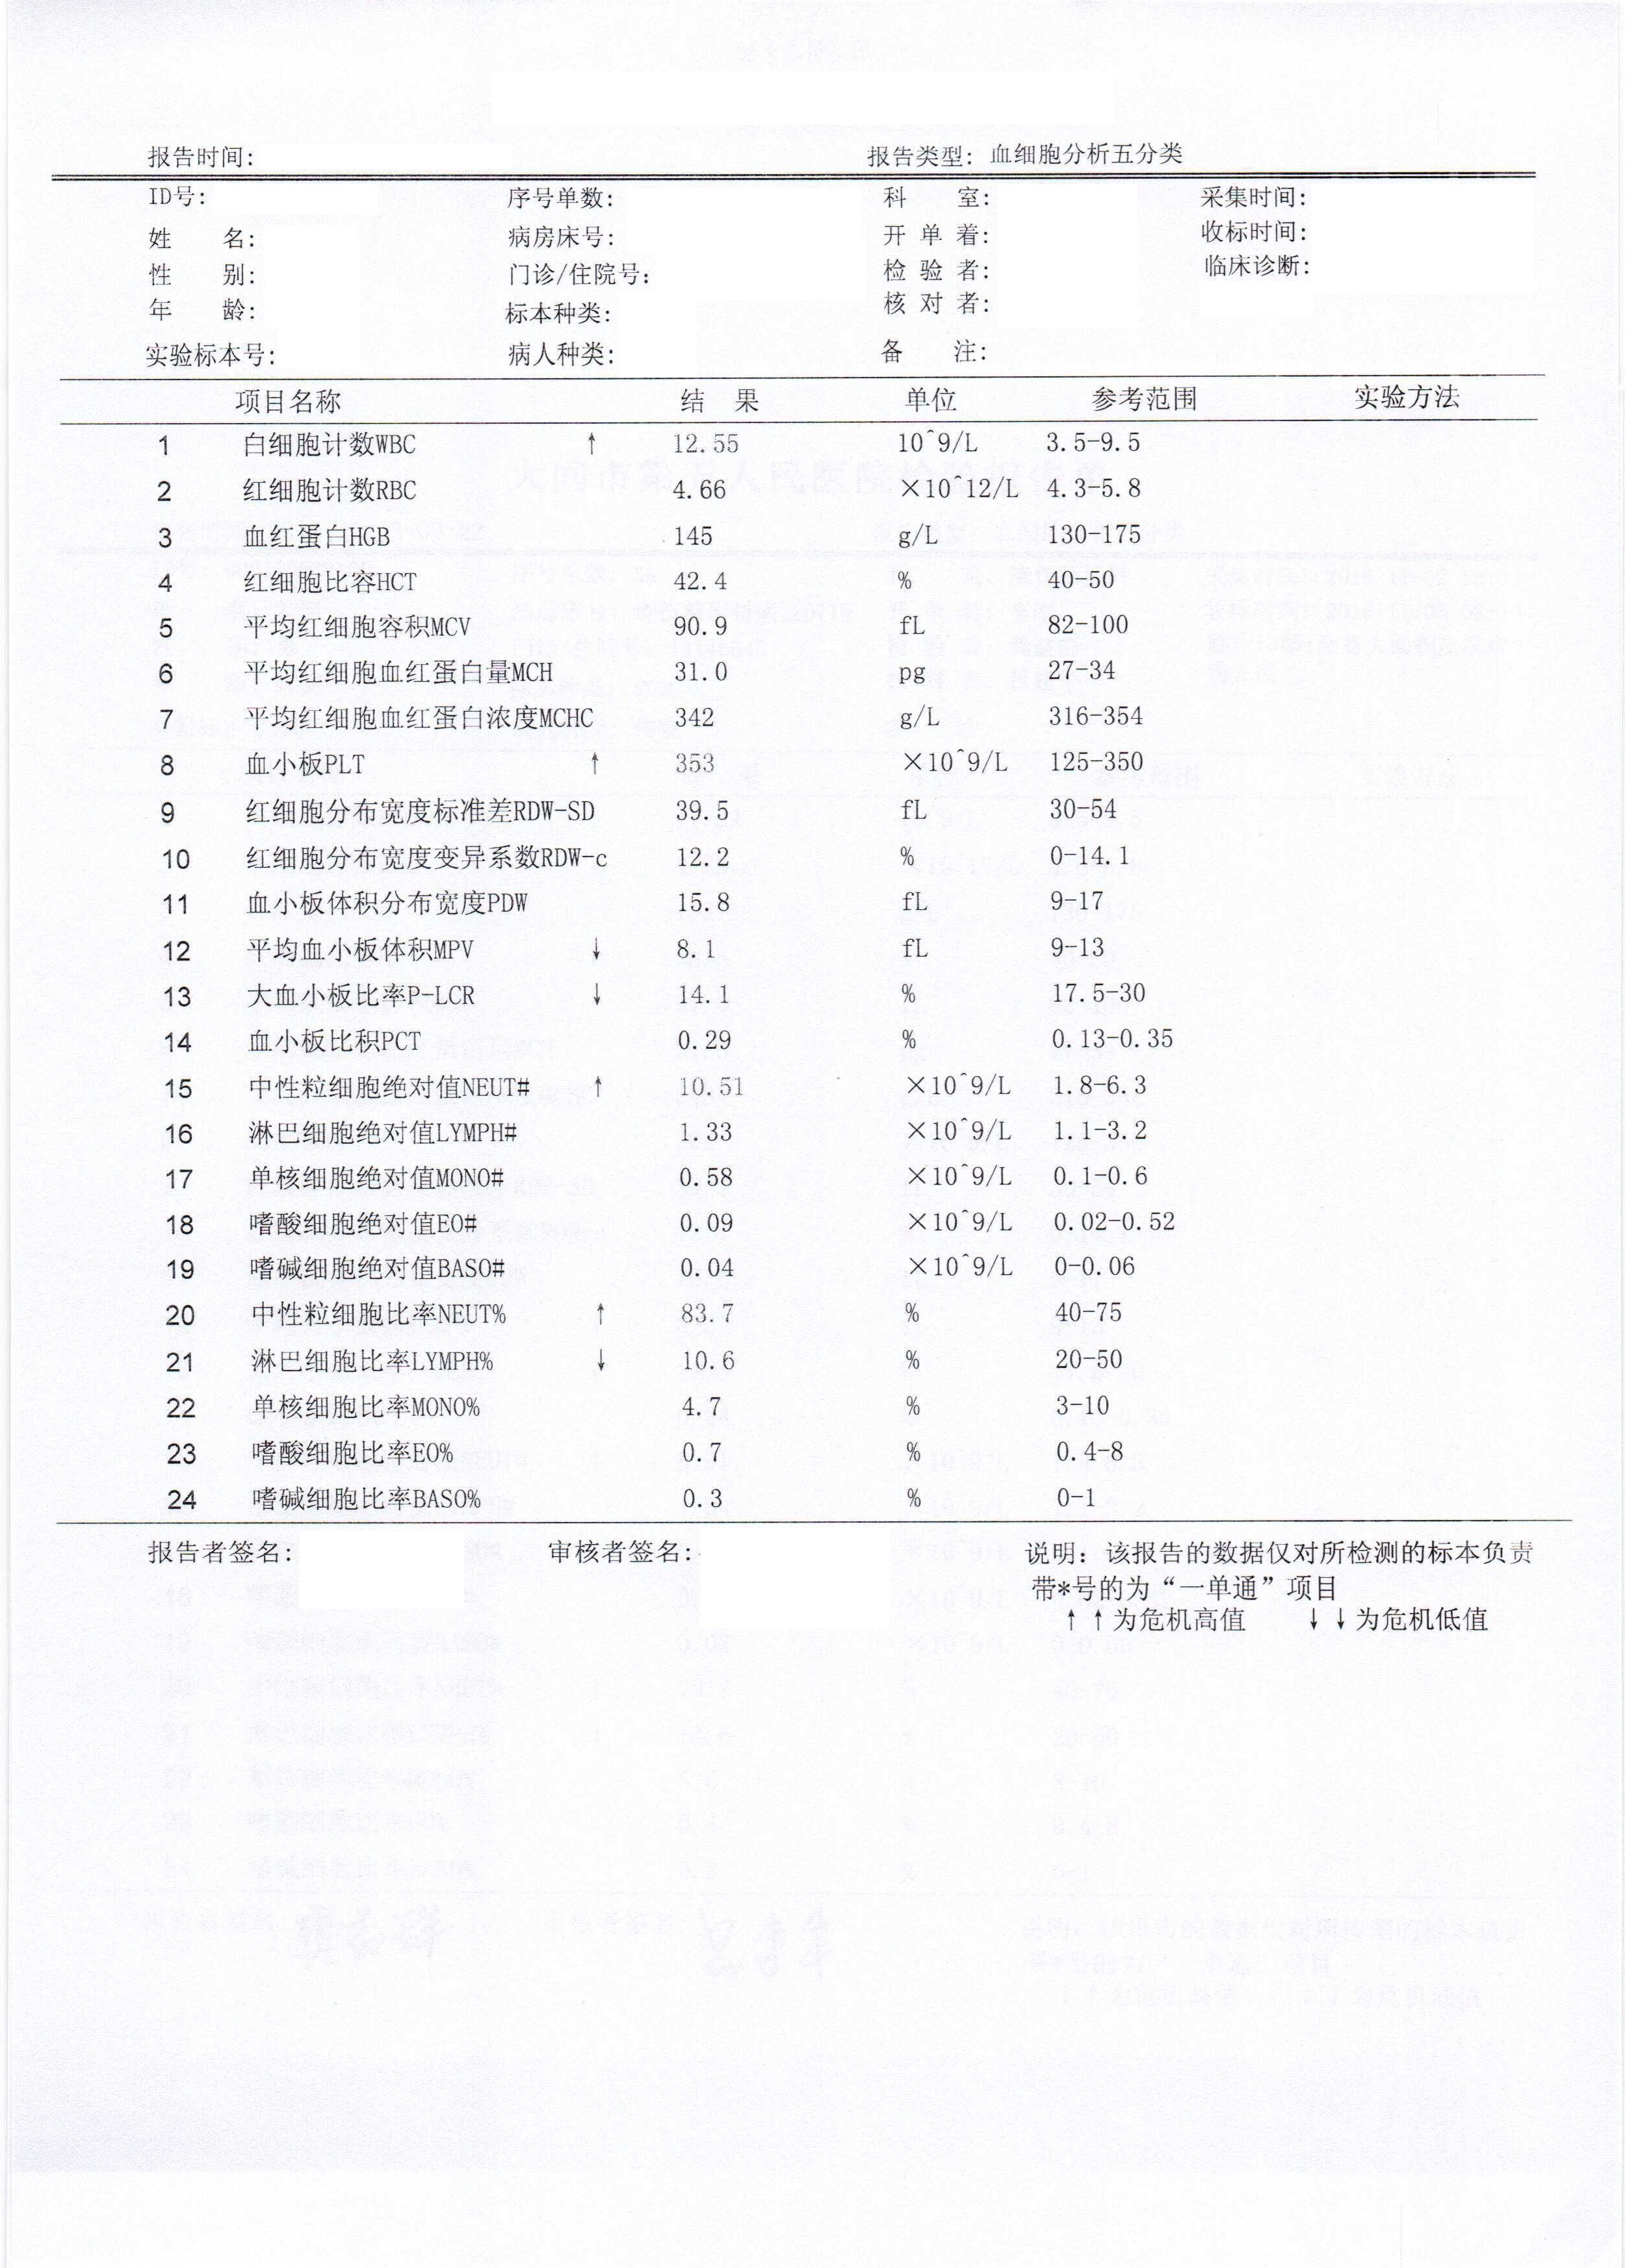 报告时间: 报告类型: 血细胞分析五分类
ID号: 序号单数: 科 室: 采集时间:
姓 名: 病房床号: 开 单 着: 收标时间:
性 别: 门诊/住院号: 检 验 者: 临床诊断:
年 龄: 标本种类: 核 对 者:
实验标本号: 病人种类: 备 注:
项目名称 结 果 单位 参考范围 实验方法
1 白细胞计数WBC ↑ 12.55 10^9/L 3.5-9.5
2 红细胞计数RBC 4.66 ×10^12/L 4.3-5.8
3 血红蛋白HGB 145 g/L 130-175
4 红细胞比容HCT 42.4 % 40-50
5 平均红细胞容积MCV 90.9 fL 82-100
6 平均红细胞血红蛋白量MCH 31.0 pg 27-34
7 平均红细胞血红蛋白浓度MCHC 342 g/L 316-354
8 血小板PLT ↑ 353 ×10^9/L 125-350
9 红细胞分布宽度标准差RDW-SD 39.5 fL 30-54
10 红细胞分布宽度变异系数RDW-c 12.2 % 0-14.1
11 血小板体积分布宽度PDW 15.8 fL 9-17
12 平均血小板体积MPV ↓ 8.1 fL 9-13
13 大血小板比率P-LCR ↓ 14.1 % 17.5-30
14 血小板比积PCT 0.29 % 0.13-0.35
15 中性粒细胞绝对值NEUT# ↑ 10.51 ×10^9/L 1.8-6.3
16 淋巴细胞绝对值LYMPH# 1.33 ×10^9/L 1.1-3.2
17 单核细胞绝对值MONO# 0.58 ×10^9/L 0.1-0.6
18 嗜酸细胞绝对值EO# 0.09 ×10^9/L 0.02-0.52
19 嗜碱细胞绝对值BASO# 0.04 ×10^9/L 0-0.06
20 中性粒细胞比率NEUT% ↑ 83.7 % 40-75
21 淋巴细胞比率LYMPH% ↓ 10.6 % 20-50
22 单核细胞比率MONO% 4.7 % 3-10
23 嗜酸细胞比率EO% 0.7 % 0.4-8
24 嗜碱细胞比率BASO% 0.3 % 0-1
报告者签名: 审核者签名: 说明: 该报告的数据仅对所检测的标本负责
带*号的为“一单通”项目
↑↑为危机高值 ↓↓为危机低值